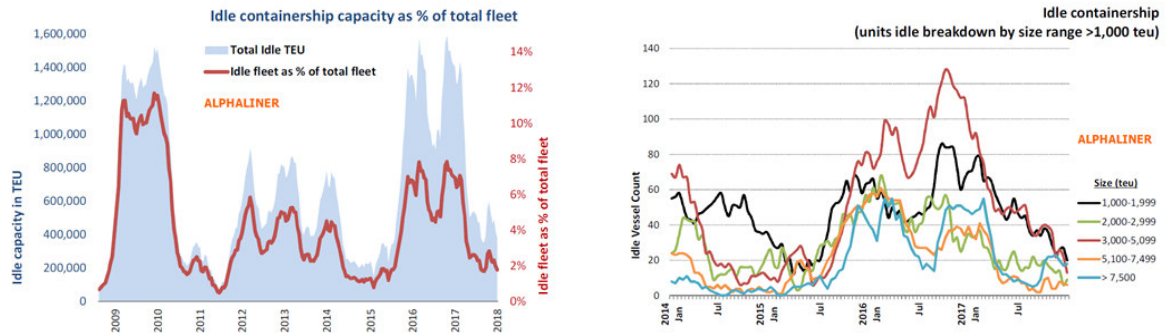 Idle containership capacity as % of total fleet
1,600,000
1,400,000
1,200,000
1,000,000
800,000
600,000
400,000
200,000
0
Idle capacity in TEU
Total Idle TEU
Idle fleet as % of total fleet
ALPHALINER
14%
12%
10%
8%
6%
4%
2%
0%
Idle fleet as % of total fleet
2009
2010
2011
2012
2013
2014
2015
2016
2017
2018
Idle containership
(units idle breakdown by size range >1,000 teu)
140
120
100
80
60
40
20
0
Idle Vessel Count
2014
Jan
Jul
2015
Jan
Jul
2016
Jan
Jul
2017
Jan
Jul
ALPHALINER
Size (teu)
1,000-1,999
2,000-2,999
3,000-5,099
5,100-7,499
> 7,500